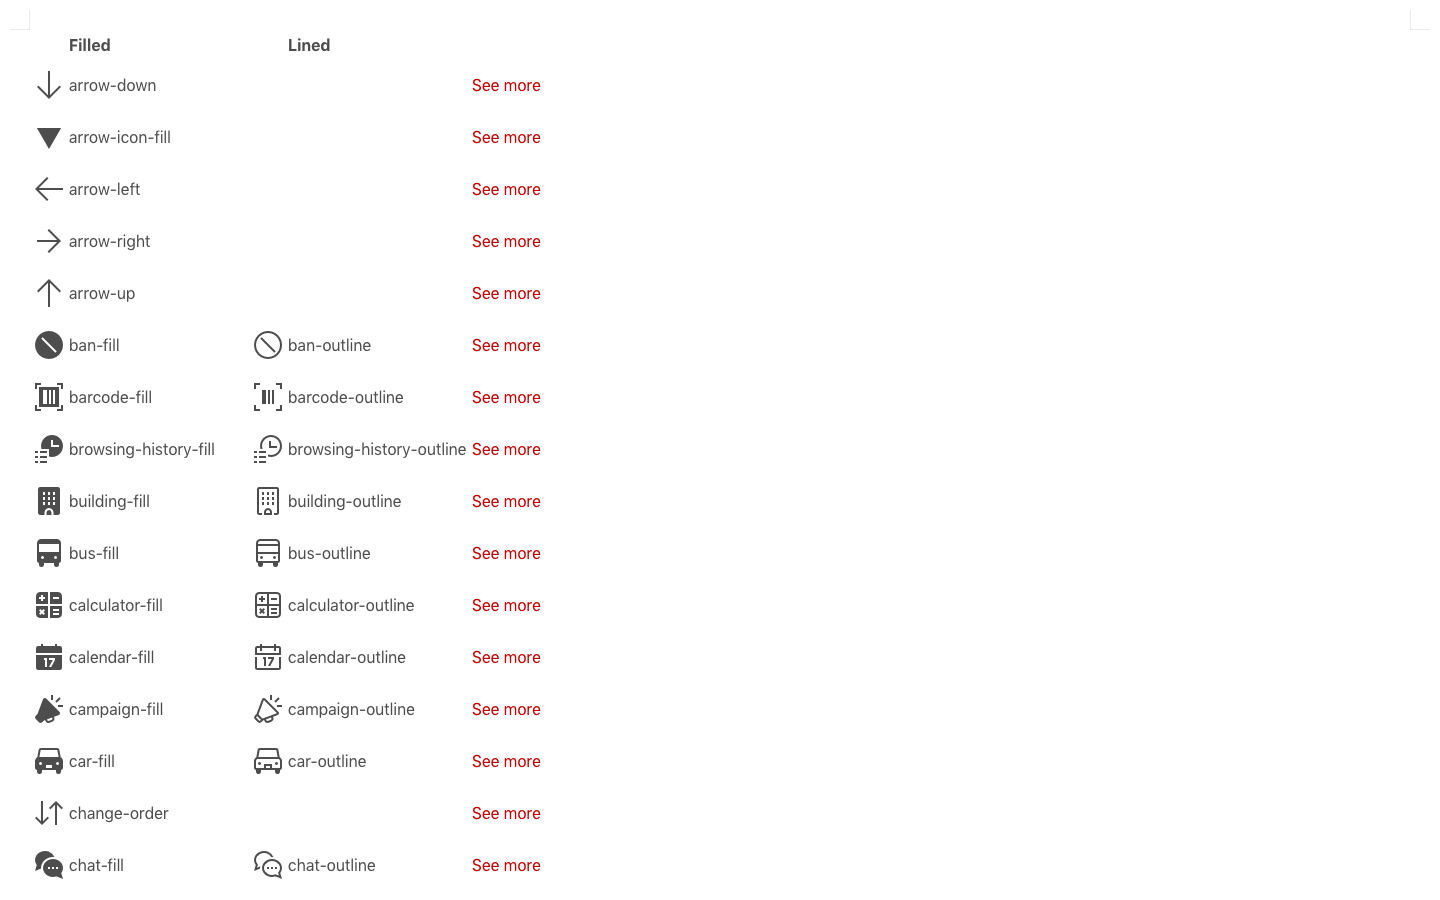 Filled Lined
arrow-down See more
arrow-icon-fill See more
arrow-left See more
arrow-right See more
arrow-up See more
ban-fill ban-outline See more
barcode-fill barcode-outline See more
browsing-history-fill browsing-history-outline See more
building-fill building-outline See more
bus-fill bus-outline See more
calculator-fill calculator-outline See more
17 calendar-fill 17 calendar-outline See more
campaign-fill campaign-outline See more
car-fill car-outline See more
change-order See more
chat-fill chat-outline See more